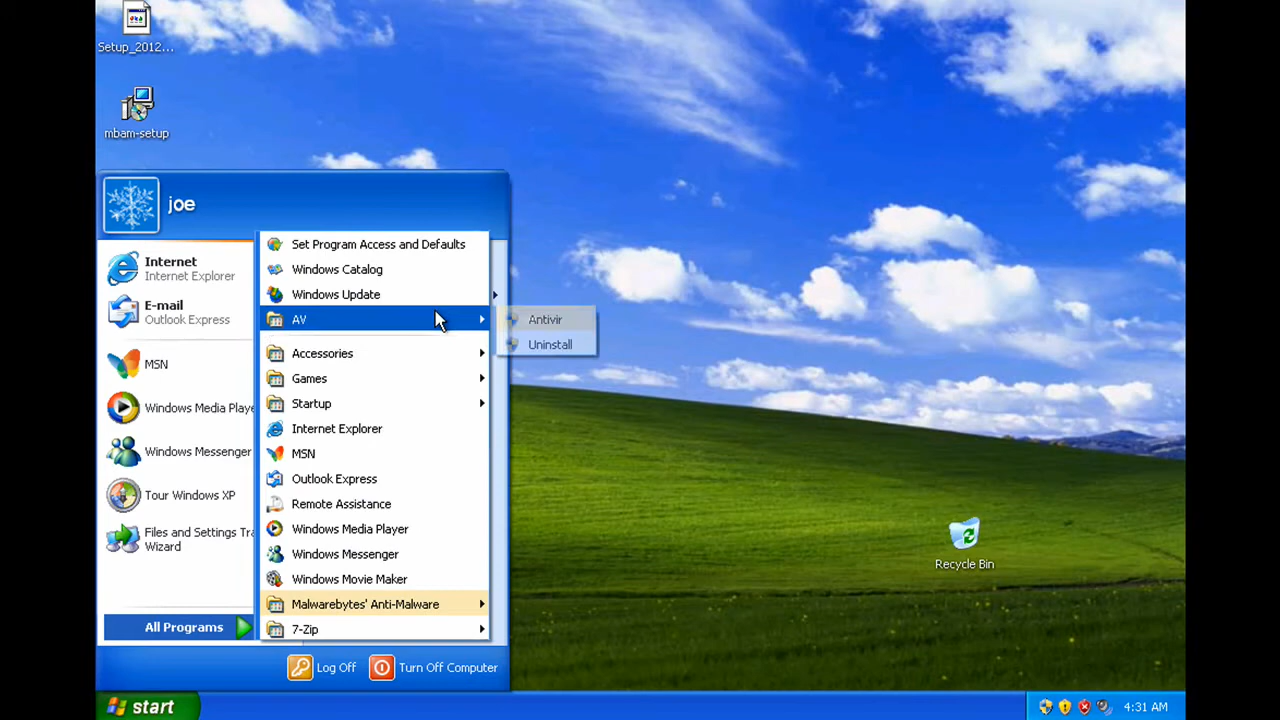 Setup_2012...
mbam-setup
joe
Internet
Internet Explorer
E-mail
Outlook Express
MSN
Windows Media Playe
Windows Messenger
Tour Windows XP
Files and Settings Tra
Wizard
All Programs
Set Program Access and Defaults
Windows Catalog
Windows Update
AV
Accessories
Games
Startup
Internet Explorer
MSN
Outlook Express
Remote Assistance
Windows Media Player
Windows Messenger
Windows Movie Maker
Malwarebytes' Anti-Malware
7-Zip
Antivir
Uninstall
Recycle Bin
Log Off
Turn Off Computer
start
4:31 AM